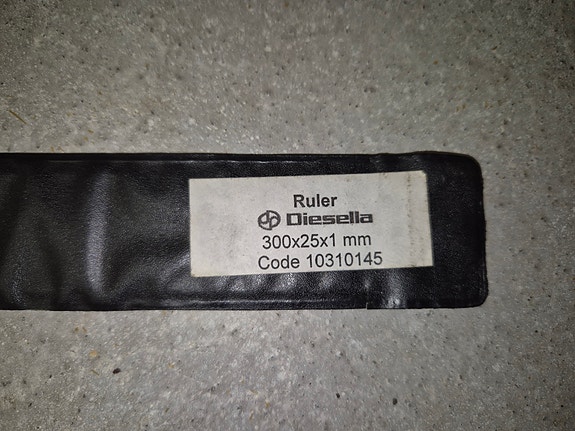 Ruler
Diesella
300x25x1 mm
Code 10310145